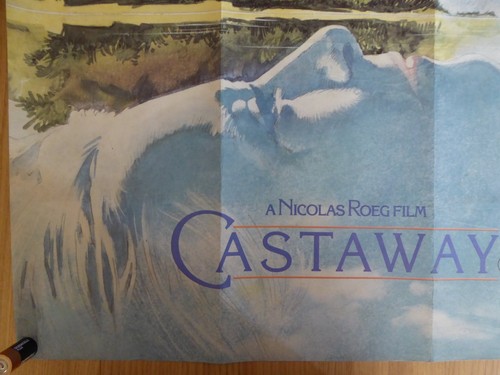 A NICOLAS ROEG FILM
CASTAWAY